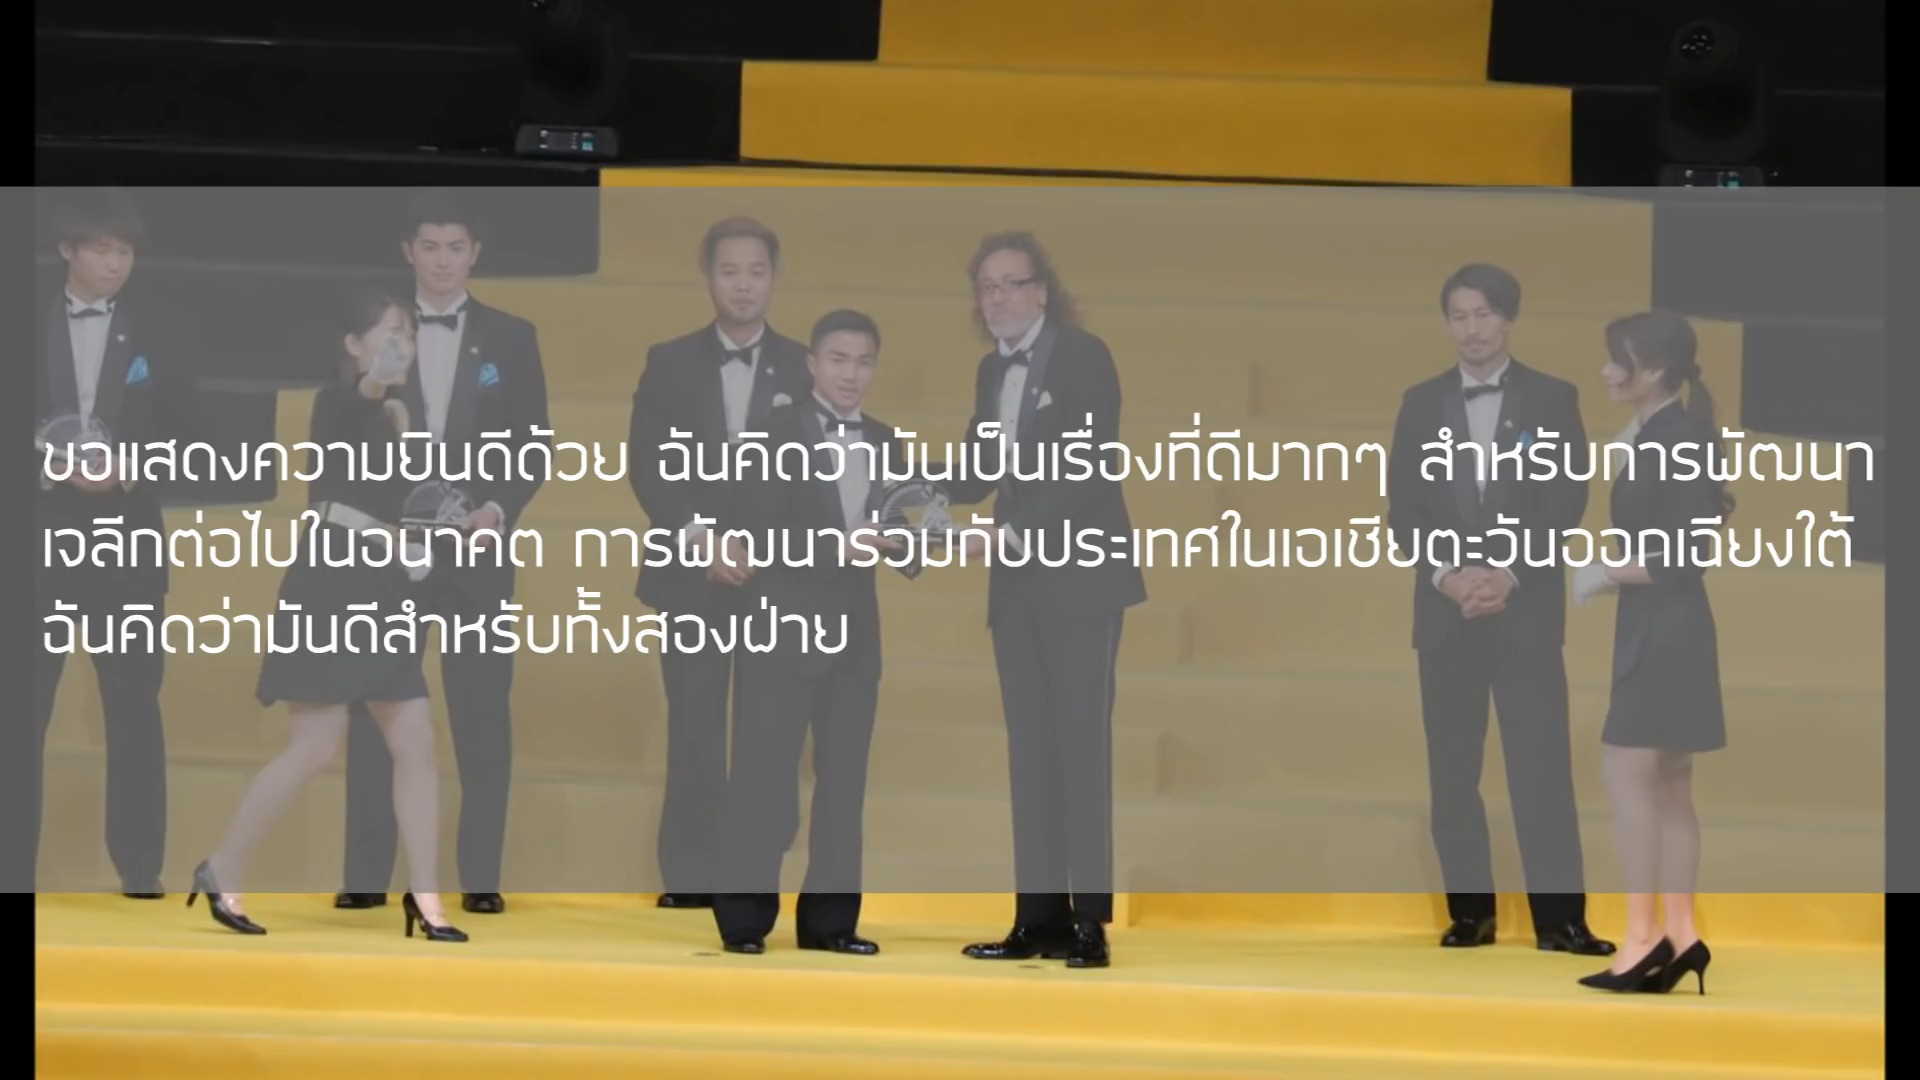 ขอแสดงความยินดีด้วย ฉันคิดว่ามันเป็นเรื่องที่ดีมากๆ สำหรับการพัฒนา
เจลีกต่อไปในอนาคต การพัฒนาร่วมกับประเทศในเอเชียตะวันออกเฉียงใต้
ฉันคิดว่ามันดีสำหรับทั้งสองฝ่าย